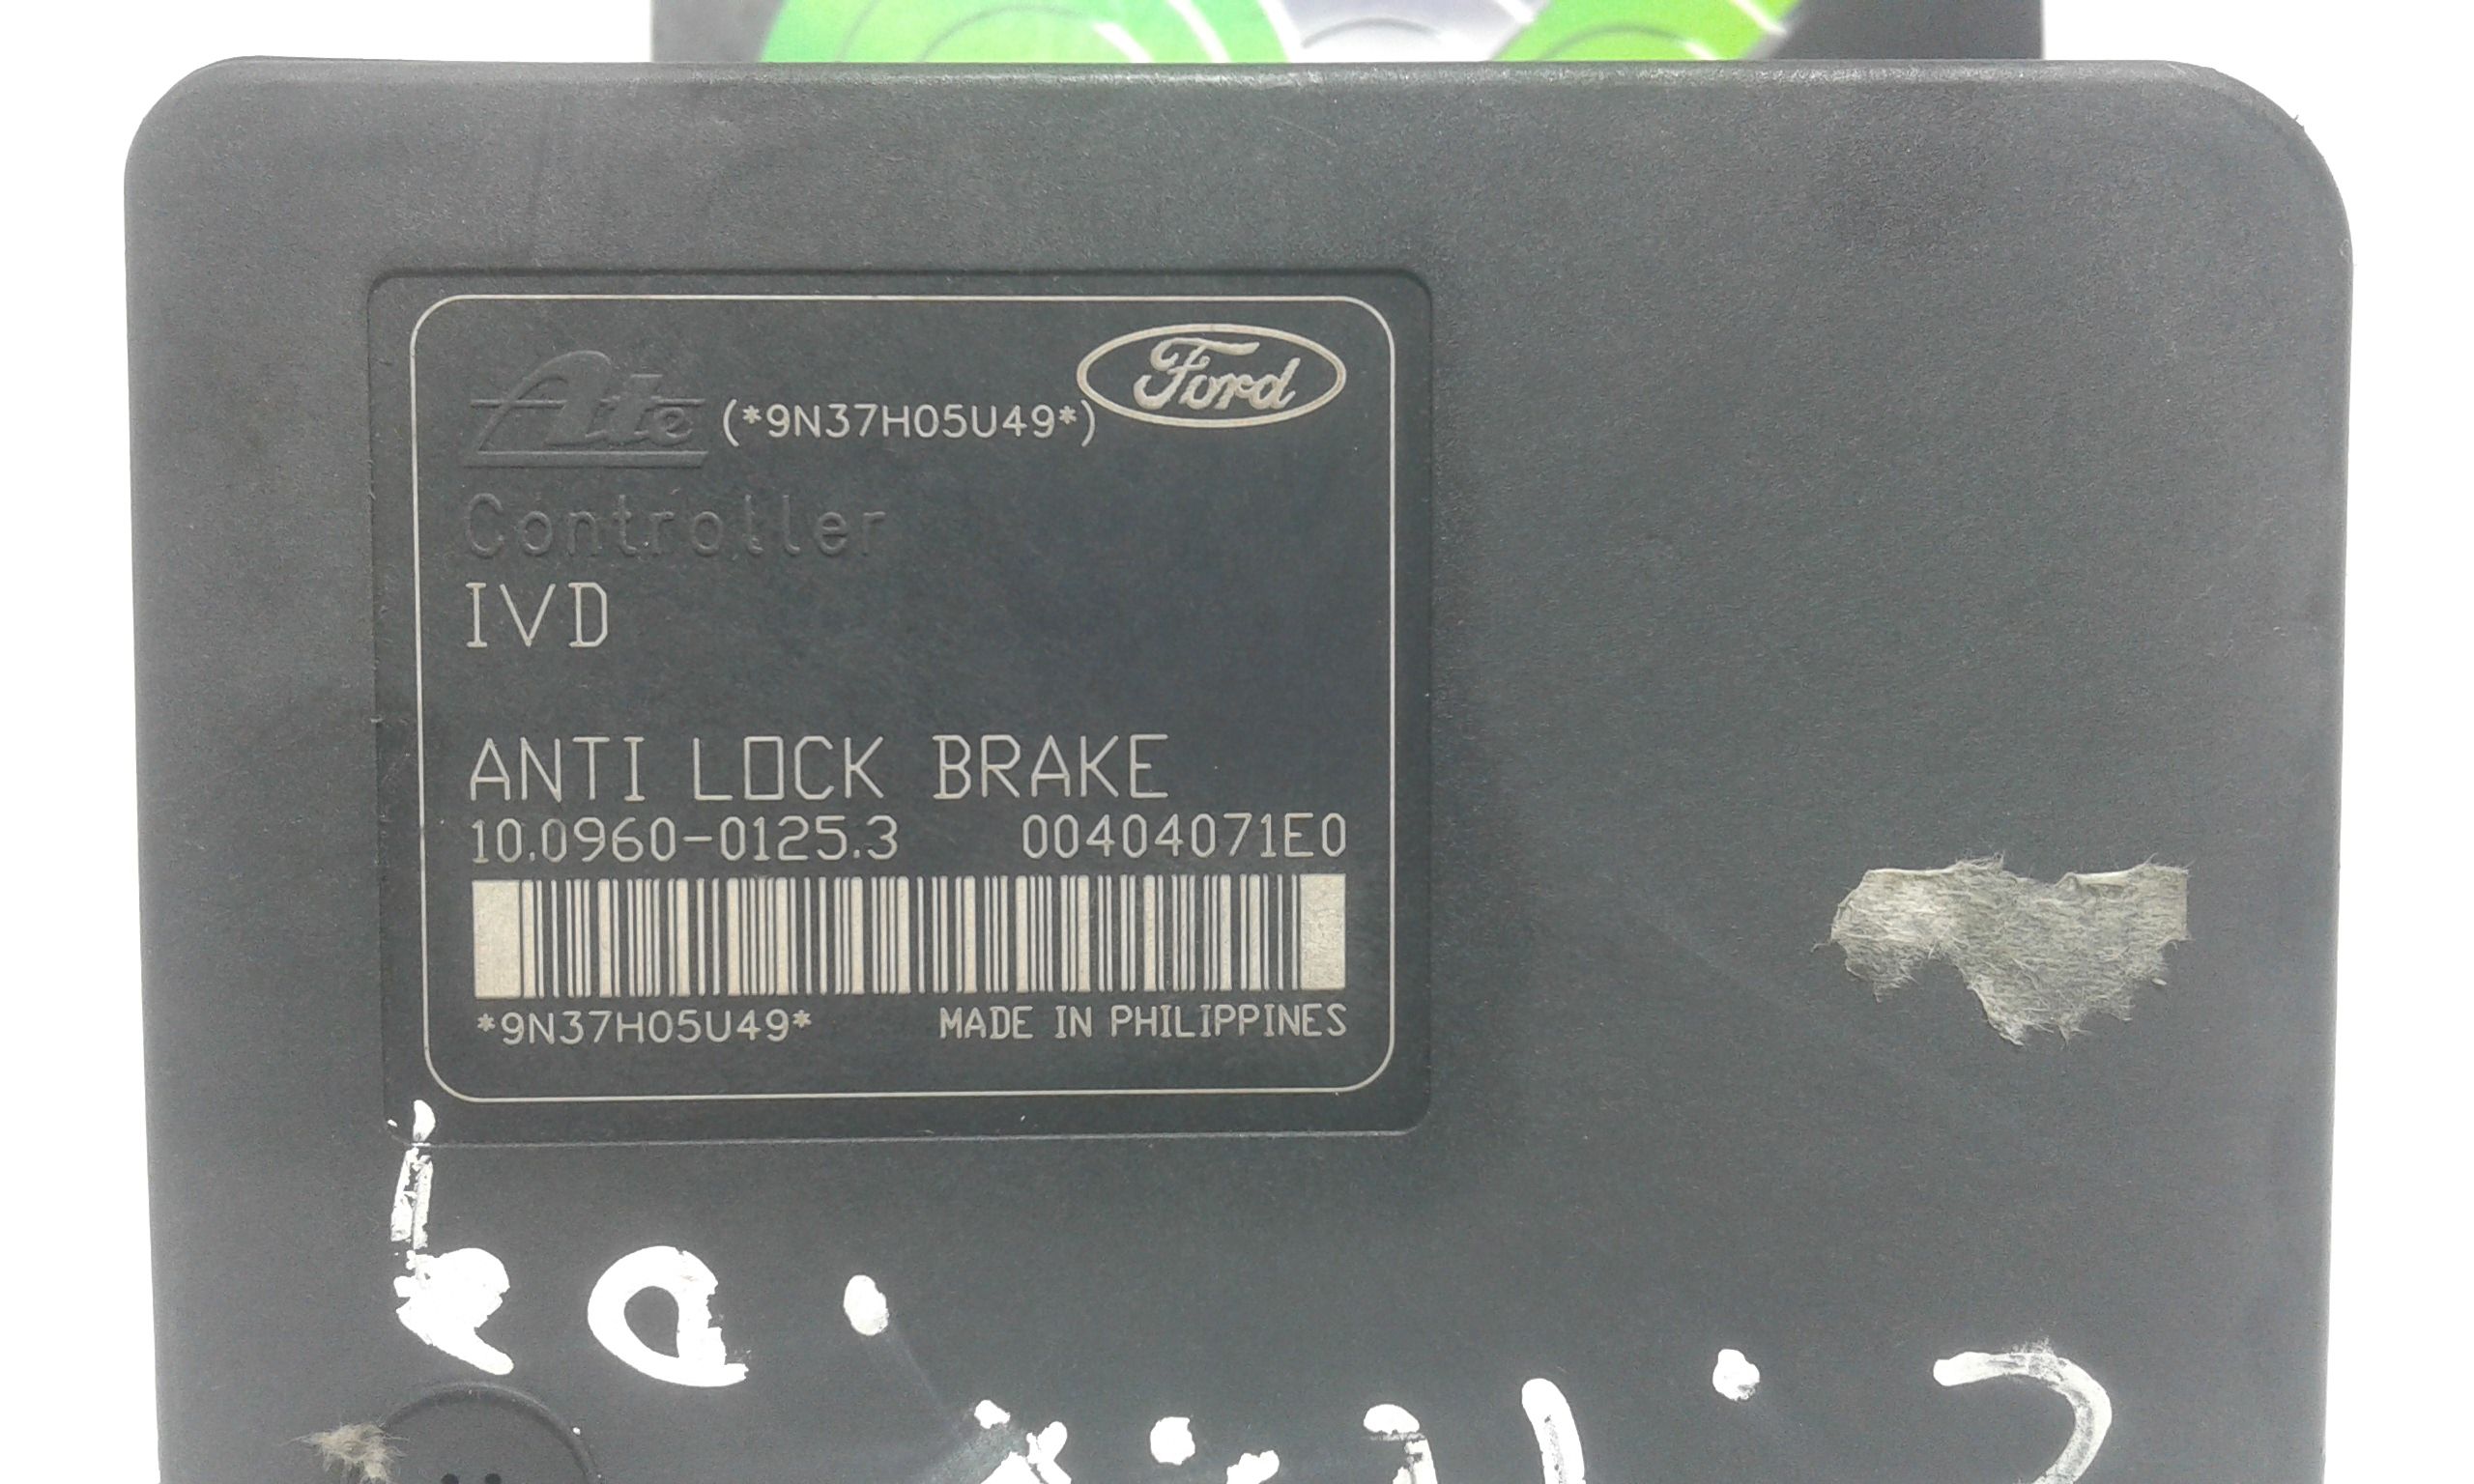 Ate (*9N37H05U49*) Ford
Controller
IVD
ANTI LOCK BRAKE
10.0960-0125.3 00404071E0
*9N37H05U49* MADE IN PHILIPPINES